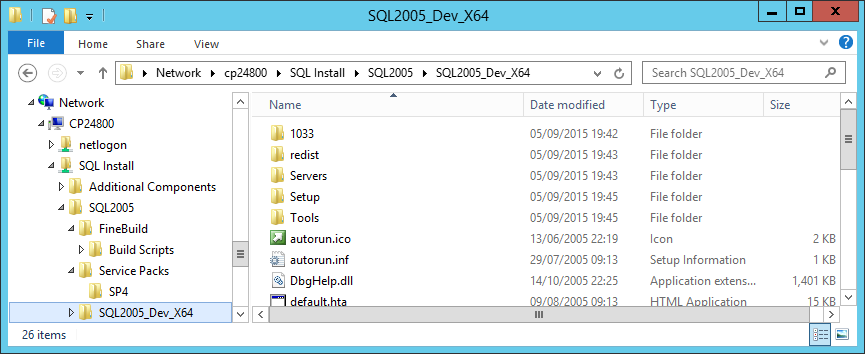 SQL2005_Dev_X64
File Home Share View
Network cp24800 SQL Install SQL2005 SQL2005_Dev_X64 Search SQL2005_Dev_X64
Network
CP24800
netlogon
SQL Install
Additional Components
SQL2005
FineBuild
Build Scripts
Service Packs
SP4
SQL2005_Dev_X64
Name Date modified Type Size
1033 05/09/2015 19:42 File folder
redist 05/09/2015 19:43 File folder
Servers 05/09/2015 19:43 File folder
Setup 05/09/2015 19:45 File folder
Tools 05/09/2015 19:45 File folder
autorun.ico 13/06/2005 22:19 Icon 2 KB
autorun.inf 29/07/2005 09:13 Setup Information 1 KB
DbgHelp.dll 14/10/2005 22:25 Application extens... 1,401 KB
default.hta 09/08/2005 09:13 HTML Application 15 KB
26 items